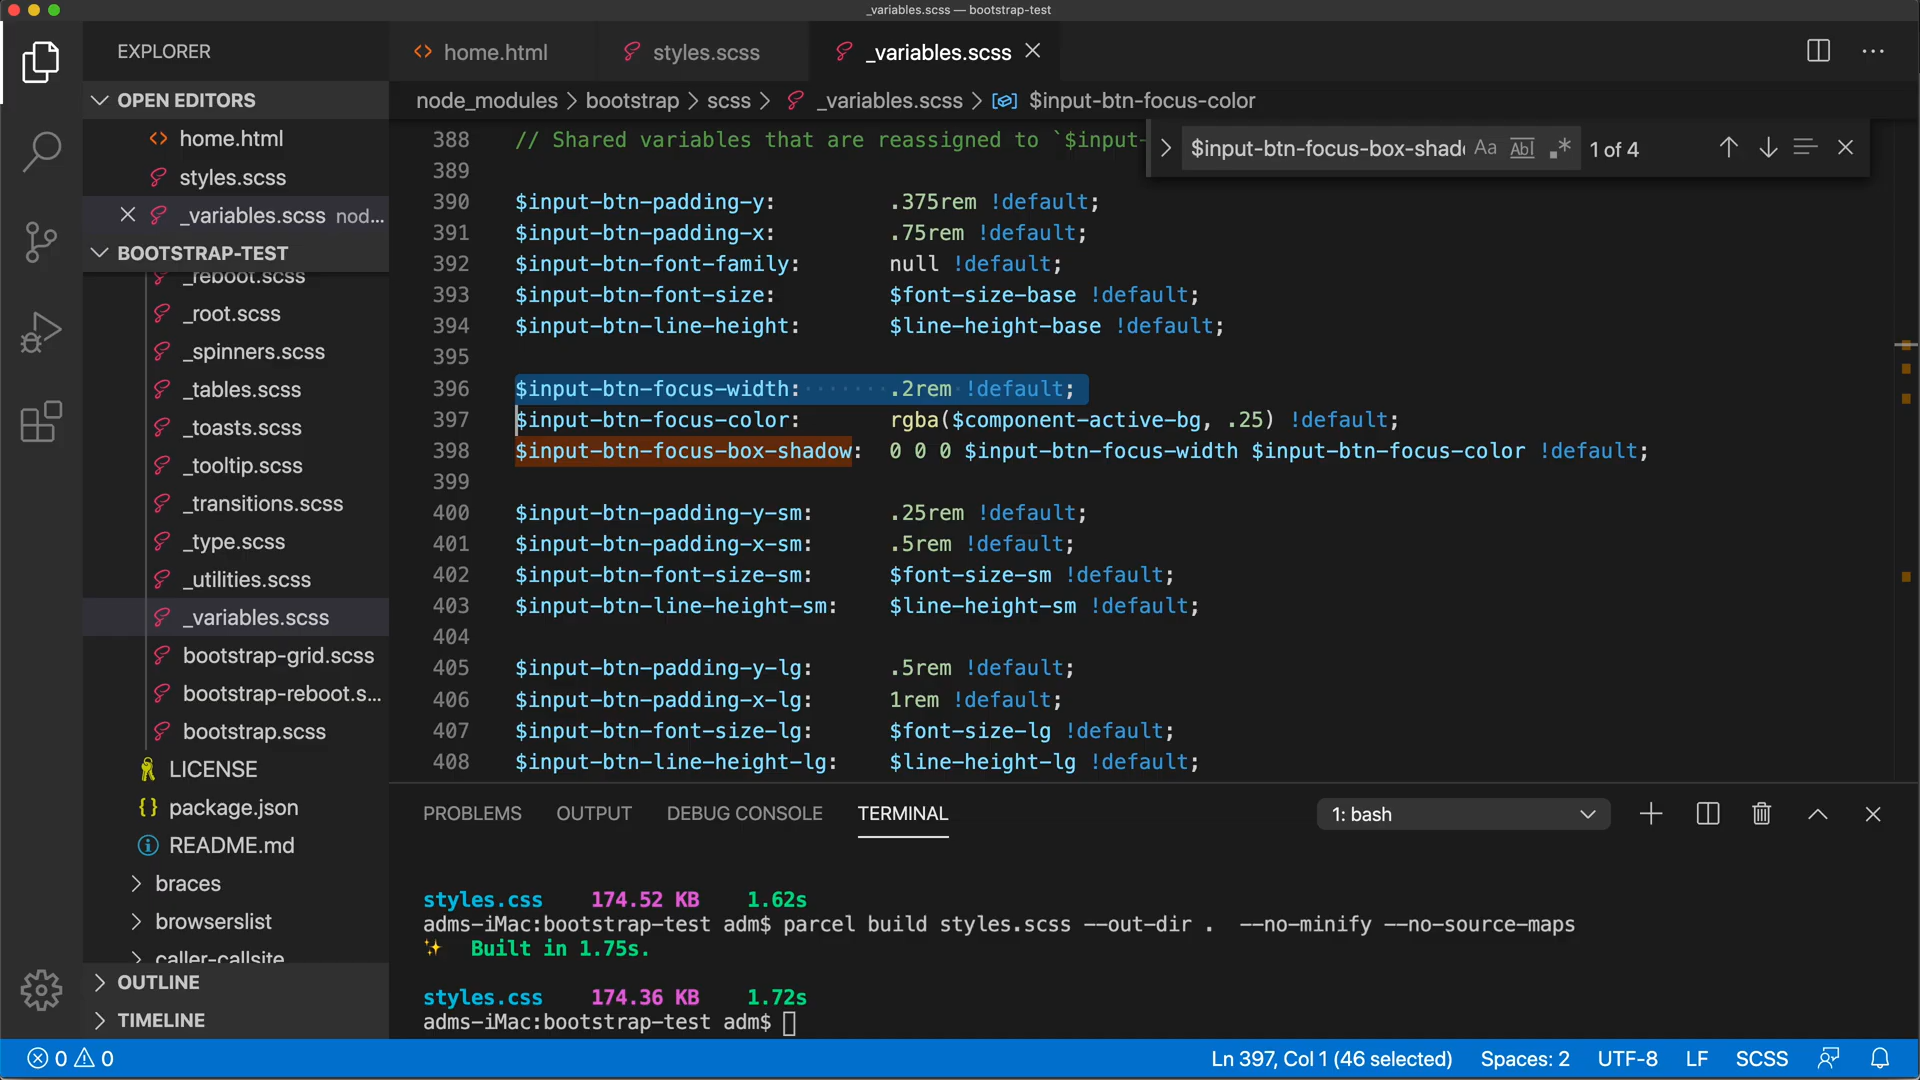 _variables.scss — bootstrap-test
EXPLORER
home.html
styles.scss
_variables.scss
OPEN EDITORS
home.html
styles.scss
_variables.scss nod...
BOOTSTRAP-TEST
_reboot.scss
_root.scss
_spinners.scss
_tables.scss
_toasts.scss
_tooltip.scss
_transitions.scss
_type.scss
_utilities.scss
_variables.scss
bootstrap-grid.scss
bootstrap-reboot.s...
bootstrap.scss
LICENSE
package.json
README.md
braces
browserslist
caller-callsite
OUTLINE
TIMELINE
node_modules > bootstrap > scss > _variables.scss > $input-btn-focus-color
$input-btn-focus-box-shad Aa Abl .* 1 of 4
388 // Shared variables that are reassigned to `$input-
389
390 $input-btn-padding-y: .375rem !default;
391 $input-btn-padding-x: .75rem !default;
392 $input-btn-font-family: null !default;
393 $input-btn-font-size: $font-size-base !default;
394 $input-btn-line-height: $line-height-base !default;
395
396 $input-btn-focus-width: .2rem !default;
397 $input-btn-focus-color: rgba($component-active-bg, .25) !default;
398 $input-btn-focus-box-shadow: 0 0 0 $input-btn-focus-width $input-btn-focus-color !default;
399
400 $input-btn-padding-y-sm: .25rem !default;
401 $input-btn-padding-x-sm: .5rem !default;
402 $input-btn-font-size-sm: $font-size-sm !default;
403 $input-btn-line-height-sm: $line-height-sm !default;
404
405 $input-btn-padding-y-lg: .5rem !default;
406 $input-btn-padding-x-lg: 1rem !default;
407 $input-btn-font-size-lg: $font-size-lg !default;
408 $input-btn-line-height-lg: $line-height-lg !default;
PROBLEMS OUTPUT DEBUG CONSOLE TERMINAL 1: bash
styles.css 174.52 KB 1.62s
adms-iMac:bootstrap-test adm$ parcel build styles.scss --out-dir . --no-minify --no-source-maps
✨ Built in 1.75s.
styles.css 174.36 KB 1.72s
adms-iMac:bootstrap-test adm$
0 0 Ln 397, Col 1 (46 selected) Spaces: 2 UTF-8 LF SCSS